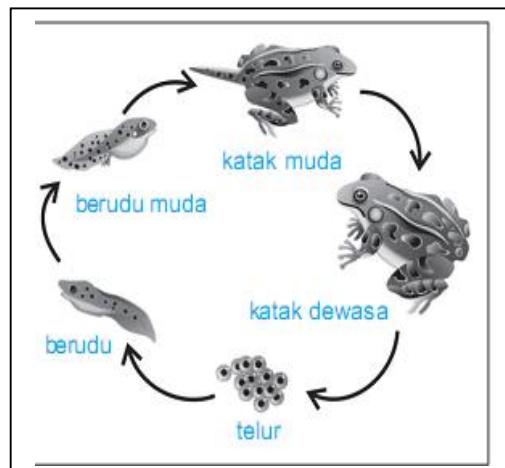 katak muda
berudu muda
katak dewasa
berudu
telur